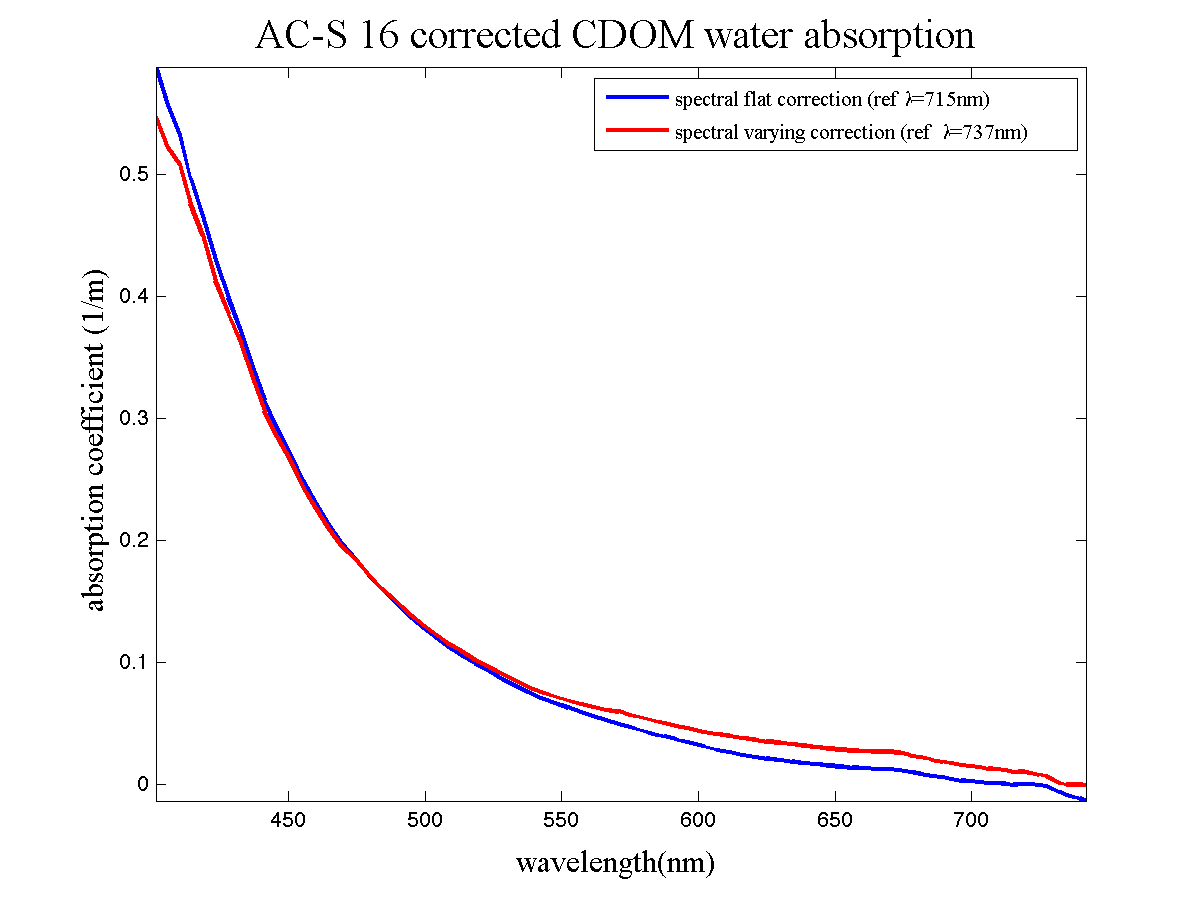 AC-S 16 corrected CDOM water absorption
spectral flat correction (ref λ=715nm)
spectral varying correction (ref λ=737nm)
absorption coefficient (1/m)
0.5
0.4
0.3
0.2
0.1
0
450 500 550 600 650 700
wavelength(nm)